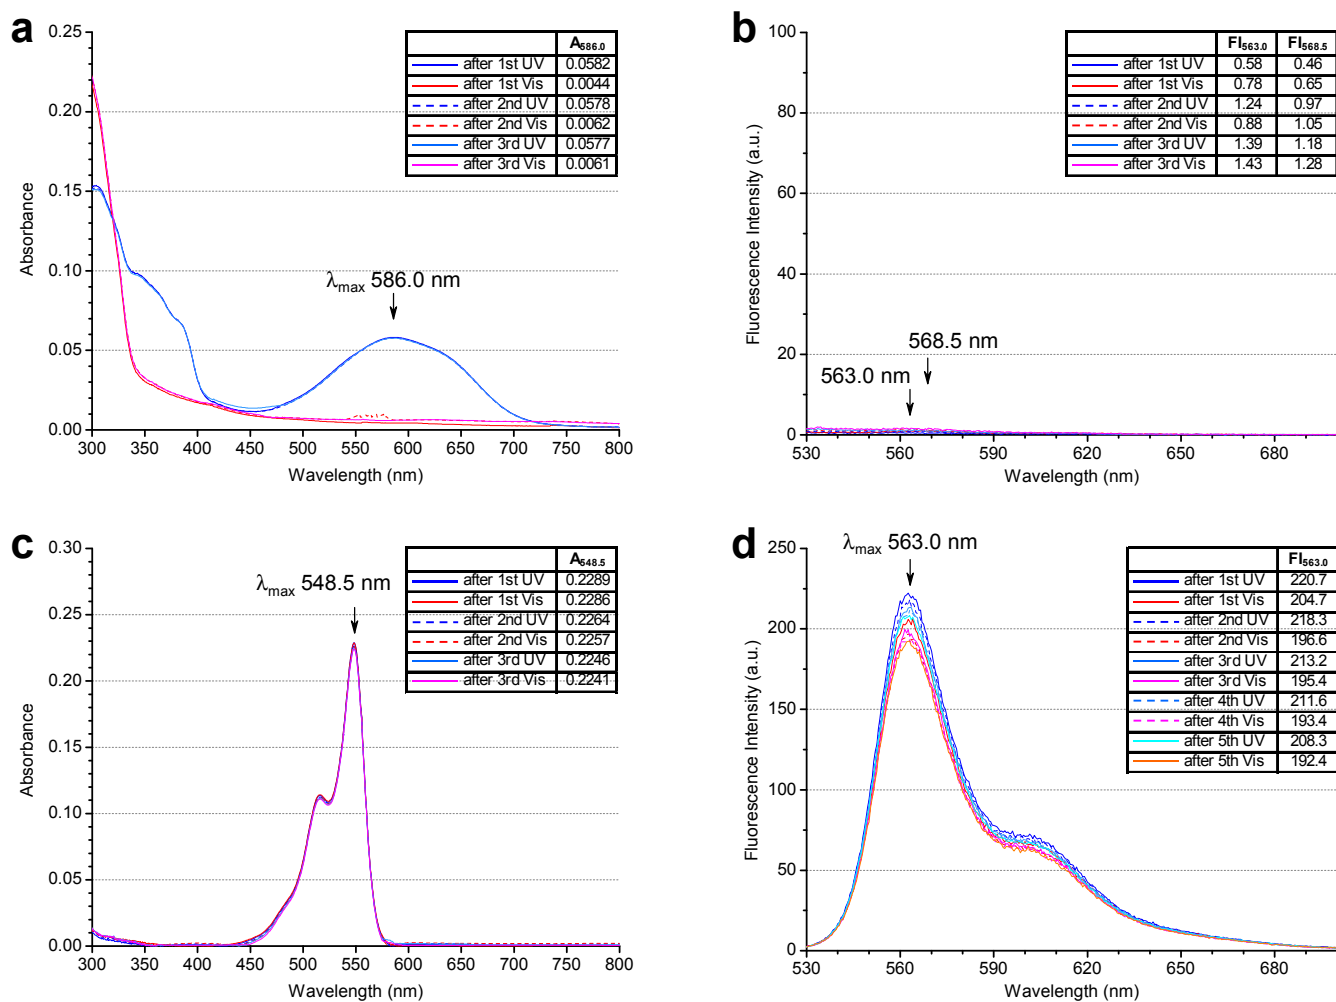 a
A586.0
after 1st UV 0.0582
after 1st Vis 0.0044
after 2nd UV 0.0578
after 2nd Vis 0.0062
after 3rd UV 0.0577
after 3rd Vis 0.0061
λmax 586.0 nm
0.25
0.20
0.15
0.10
0.05
0.00
Absorbance
300 350 400 450 500 550 600 650 700 750 800
Wavelength (nm)
b
FI563.0 FI568.5
after 1st UV 0.58 0.46
after 1st Vis 0.78 0.65
after 2nd UV 1.24 0.97
after 2nd Vis 0.88 1.05
after 3rd UV 1.39 1.18
after 3rd Vis 1.43 1.28
568.5 nm
563.0 nm
100
80
60
40
20
0
Fluorescence Intensity (a.u.)
530 560 590 620 650 680
Wavelength (nm)
c
A548.5
after 1st UV 0.2289
after 1st Vis 0.2286
after 2nd UV 0.2264
after 2nd Vis 0.2257
after 3rd UV 0.2246
after 3rd Vis 0.2241
λmax 548.5 nm
0.30
0.25
0.20
0.15
0.10
0.05
0.00
Absorbance
300 350 400 450 500 550 600 650 700 750 800
Wavelength (nm)
d
λmax 563.0 nm
FI563.0
after 1st UV 220.7
after 1st Vis 204.7
after 2nd UV 218.3
after 2nd Vis 196.6
after 3rd UV 213.2
after 3rd Vis 195.4
after 4th UV 211.6
after 4th Vis 193.4
after 5th UV 208.3
after 5th Vis 192.4
250
200
150
100
50
0
Fluorescence Intensity (a.u.)
530 560 590 620 650 680
Wavelength (nm)